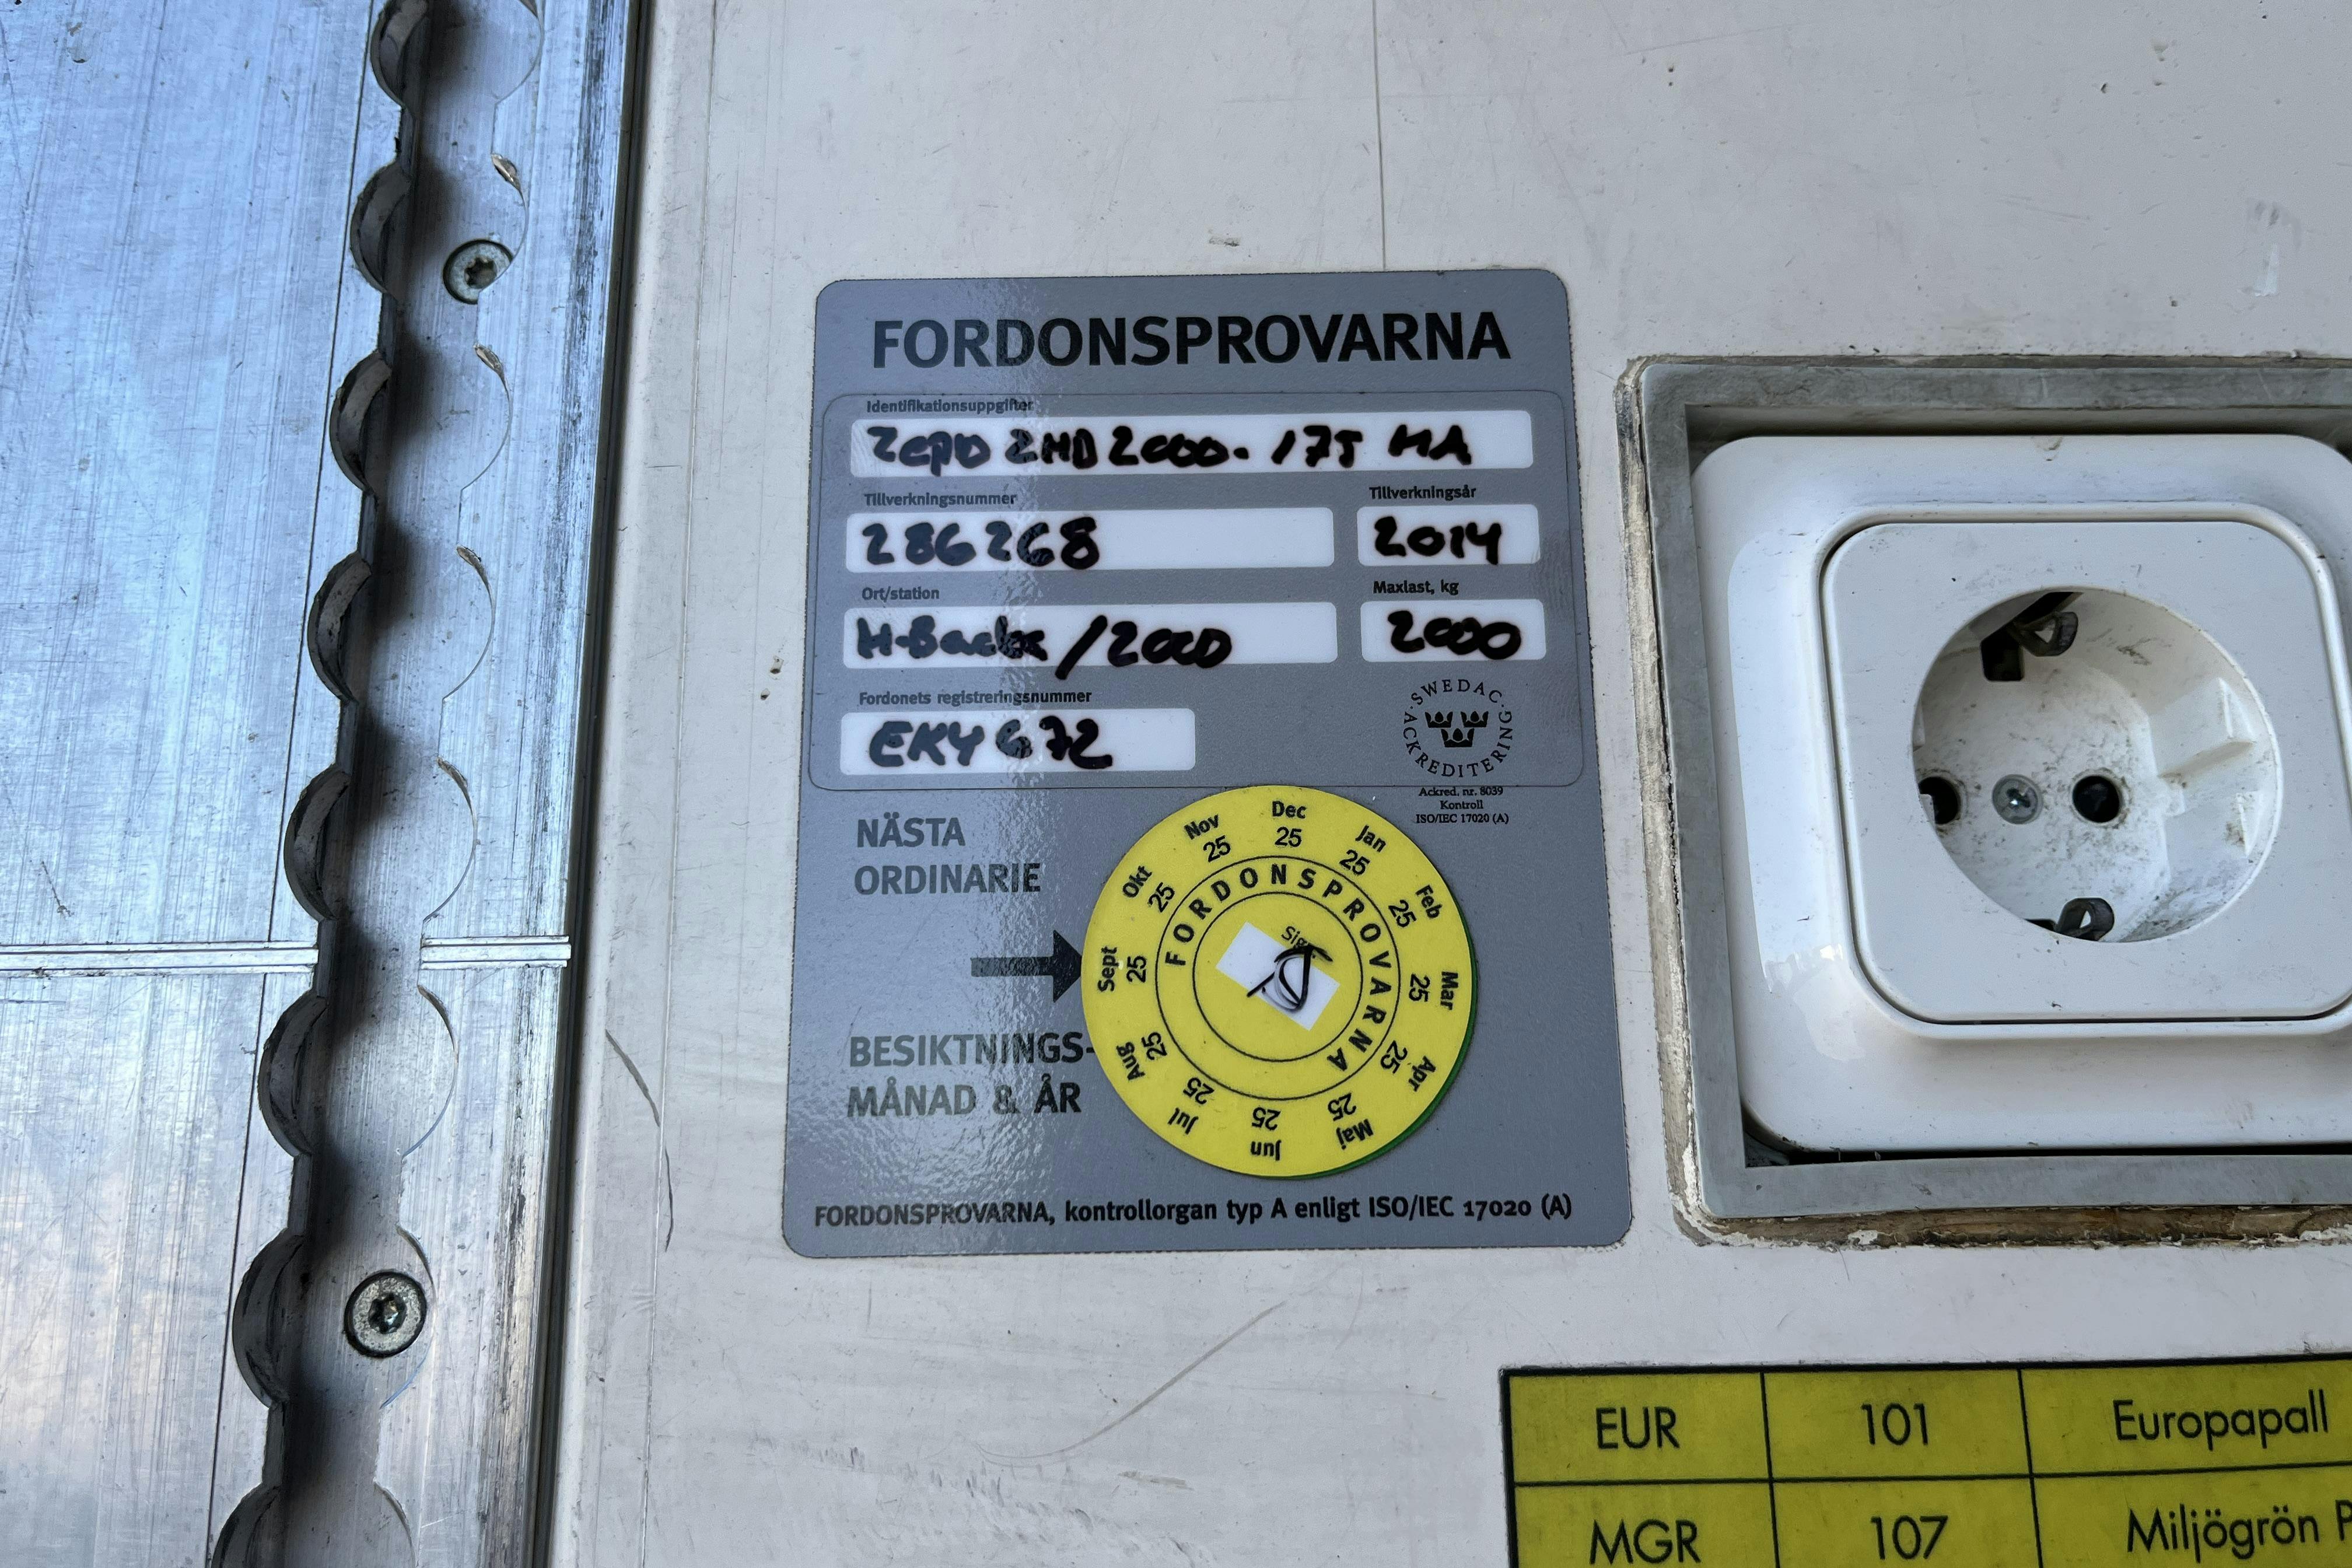 FORDONSPROVARNA
Identifikationsuppgifter
Zepro ZHD 2000-175 MA
Tillverkningsnummer
286268
Tillverkningsår
2014
Ort/station
H-Backa/2000
Maxlast, kg
2000
Fordonets registreringsnummer
EKY 672
SWEDAC · ACKREDITERING ·
Ackred. nr. 8039
Kontroll
ISO/IEC 17020 (A)
NÄSTA
ORDINARIE
BESIKTNINGS-
MÅNAD & ÅR
Dec 25
Jan 25
Feb 25
Mar 25
Apr 25
Maj 25
Jun 25
Jul 25
Aug 25
Sept 25
Okt 25
Nov 25
FORDONSPROVARNA
FORDONSPROVARNA, kontrollorgan typ A enligt ISO/IEC 17020 (A)
EUR 101 Europapall
MGR 107 Miljögrön